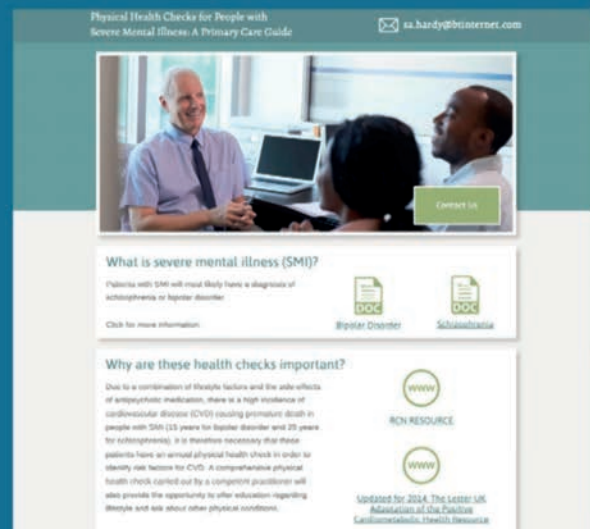 Physical Health Checks for People with
Severe Mental Illness: A Primary Care Guide
sa.hardy@btinternet.com
Contact Us
What is severe mental illness (SMI)?
Patients with SMI will most likely have a diagnosis of
schizophrenia or bipolar disorder.
Click for more information.
DOC
Bipolar Disorder
DOC
Schizophrenia
Why are these health checks important?
Due to a combination of lifestyle factors and the side effects
of antipsychotic medication, there is a high incidence of
cardiovascular disease (CVD) causing premature death in
people with SMI (15 years for bipolar disorder and 25 years
for schizophrenia). It is therefore necessary that these
patients have an annual physical health check in order to
identify risk factors for CVD. A comprehensive physical
health check carried out by a competent practitioner will
also provide the opportunity to offer education regarding
lifestyle and ask about other physical conditions.
www
RCN RESOURCE
www
Updated for 2014. The Lester UK
Adaptation of the Positive
Cardiometabolic Health Resource